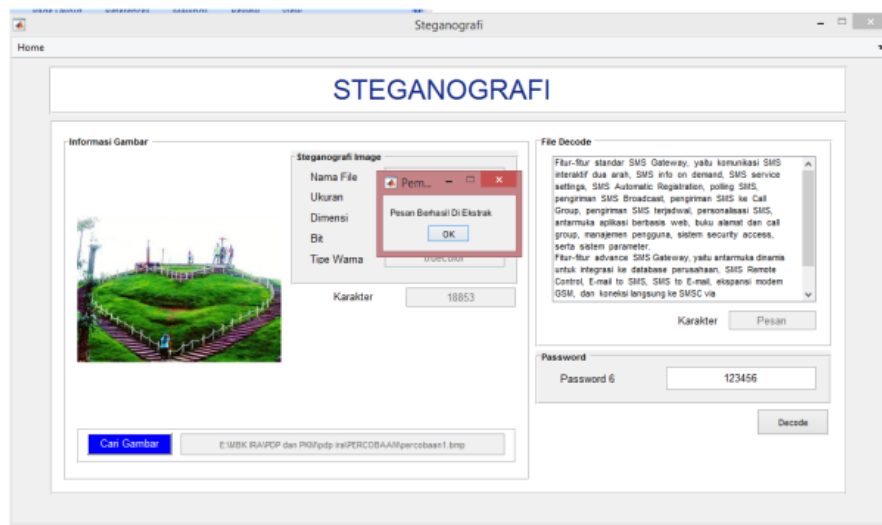 Steganografi
Home
STEGANOGRAFI
Informasi Gambar
Steganografi Image
Nama File
Ukuran
Dimensi
Bit
Tipe Warna
truecolor
Karakter
18853
Pem...
Pesan Berhasil Di Ekstrak
OK
Cari Gambar
E:\WBK IRA\PDP dan PKM\pdp ira\PERCOBAAM\percobaan1.bmp
File Decode
Fitur-fitur standar SMS Gateway, yaitu komunikasi SMS
interaktif dua arah, SMS info on demand, SMS service
settings, SMS Automatic Registration, polling SMS,
pengiriman SMS Broadcast, pengiriman SMS ke Call
Group, pengiriman SMS terjadwal, personalisasi SMS,
antarmuka aplikasi berbasis web, buku alamat dan call
group, manajemen pengguna, sistem security access,
serta sistem parameter.
Fitur-fitur advance SMS Gateway, yaitu antarmuka dinamis
untuk integrasi ke database perusahaan, SMS Remote
Control, E-mail to SMS, SMS to E-mail, ekspansi modem
GSM, dan koneksi langsung ke SMSC via
Karakter
Pesan
Password
Password 6
123456
Decode